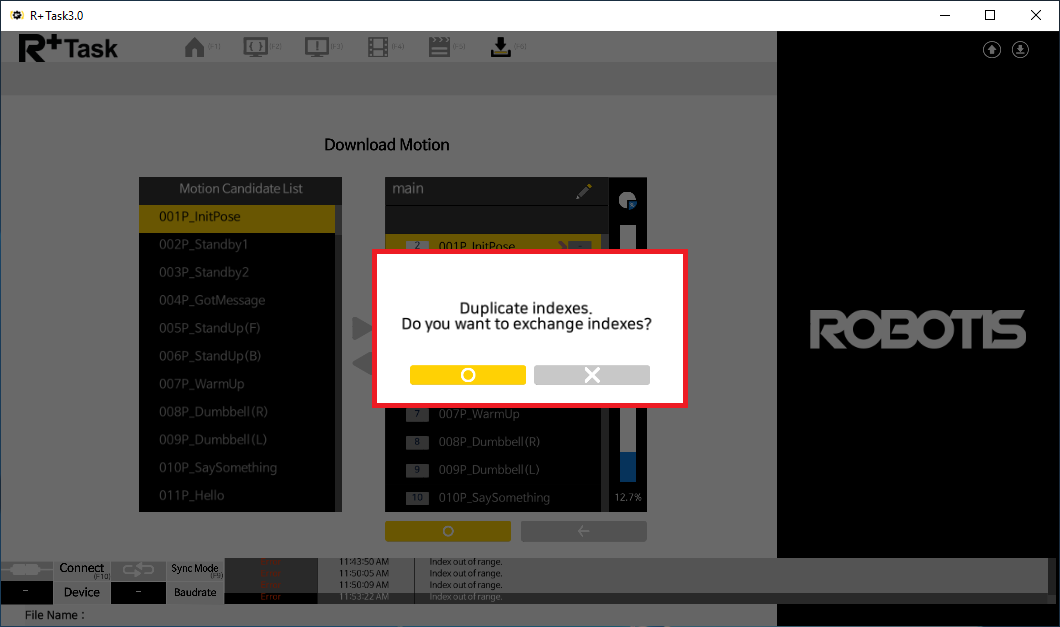 R+Task3.0
R+Task
(F1)
(F2)
(F3)
(F4)
(F5)
(F6)
Download Motion
Motion Candidate List
001P_InitPose
002P_Standby1
003P_Standby2
004P_GotMessage
005P_StandUp(F)
006P_StandUp(B)
007P_WarmUp
008P_Dumbbell(R)
009P_Dumbbell(L)
010P_SaySomething
011P_Hello
main
2 001P_InitPose
Duplicate indexes.
Do you want to exchange indexes?
7 007P_WarmUp
8 008P_Dumbbell(R)
9 009P_Dumbbell(L)
10 010P_SaySomething
12.7%
ROBOTIS
Connect (F10)
Sync Mode (F9)
- Device - Baudrate
Error 11:43:50 AM Index out of range.
Error 11:50:05 AM Index out of range.
Error 11:50:09 AM Index out of range.
Error 11:53:22 AM Index out of range.
File Name :